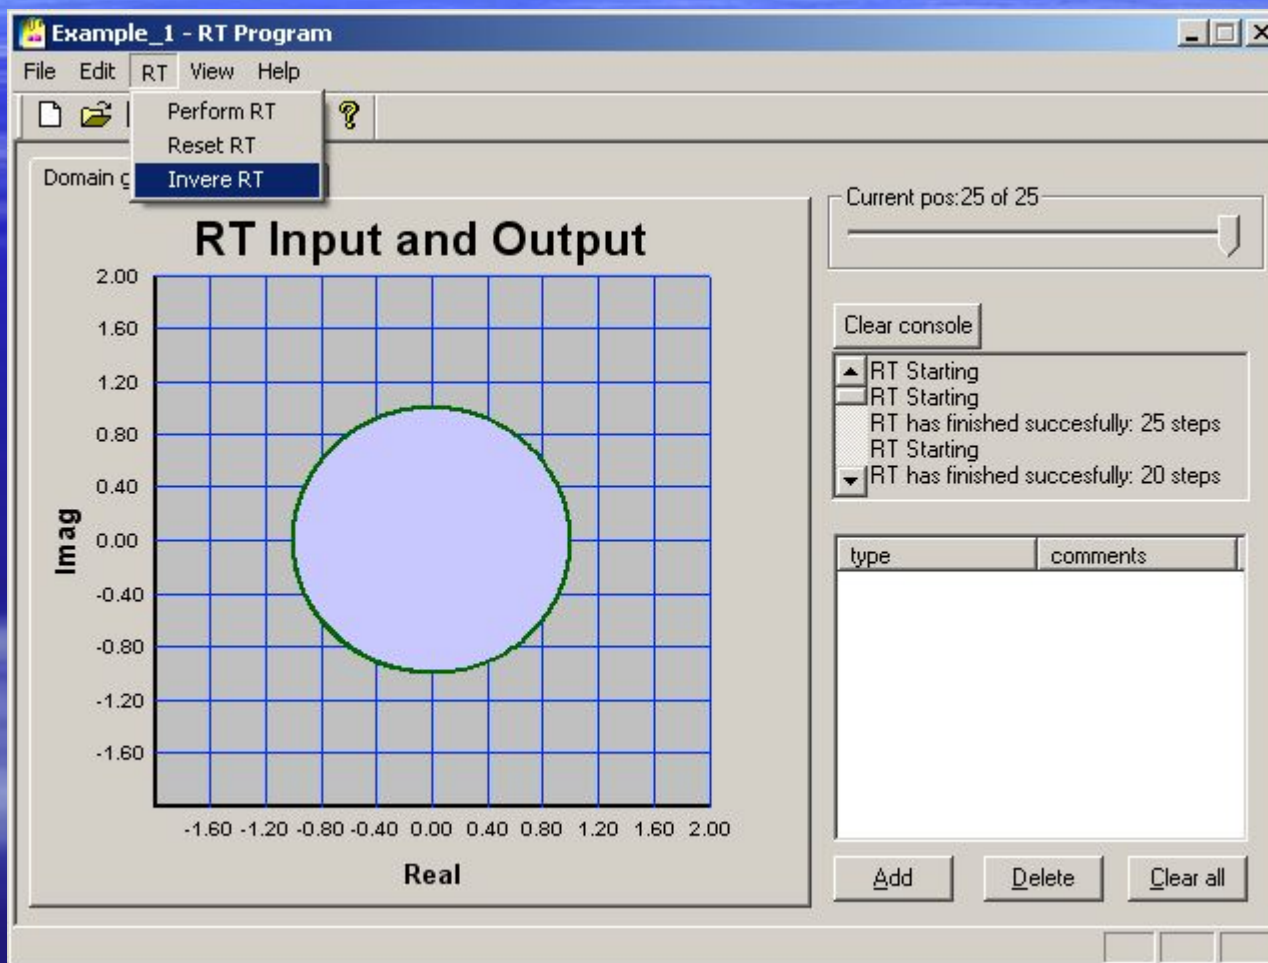 Example_1 - RT Program
File Edit RT View Help
Perform RT
Reset RT
Invere RT
Domain g
RT Input and Output
2.00
1.60
1.20
0.80
0.40
0.00
-0.40
-0.80
-1.20
-1.60
Imag
-1.60 -1.20 -0.80 -0.40 0.00 0.40 0.80 1.20 1.60 2.00
Real
Current pos:25 of 25
Clear console
RT Starting
RT Starting
RT has finished succesfully: 25 steps
RT Starting
RT has finished succesfully: 20 steps
type comments
Add Delete Clear all